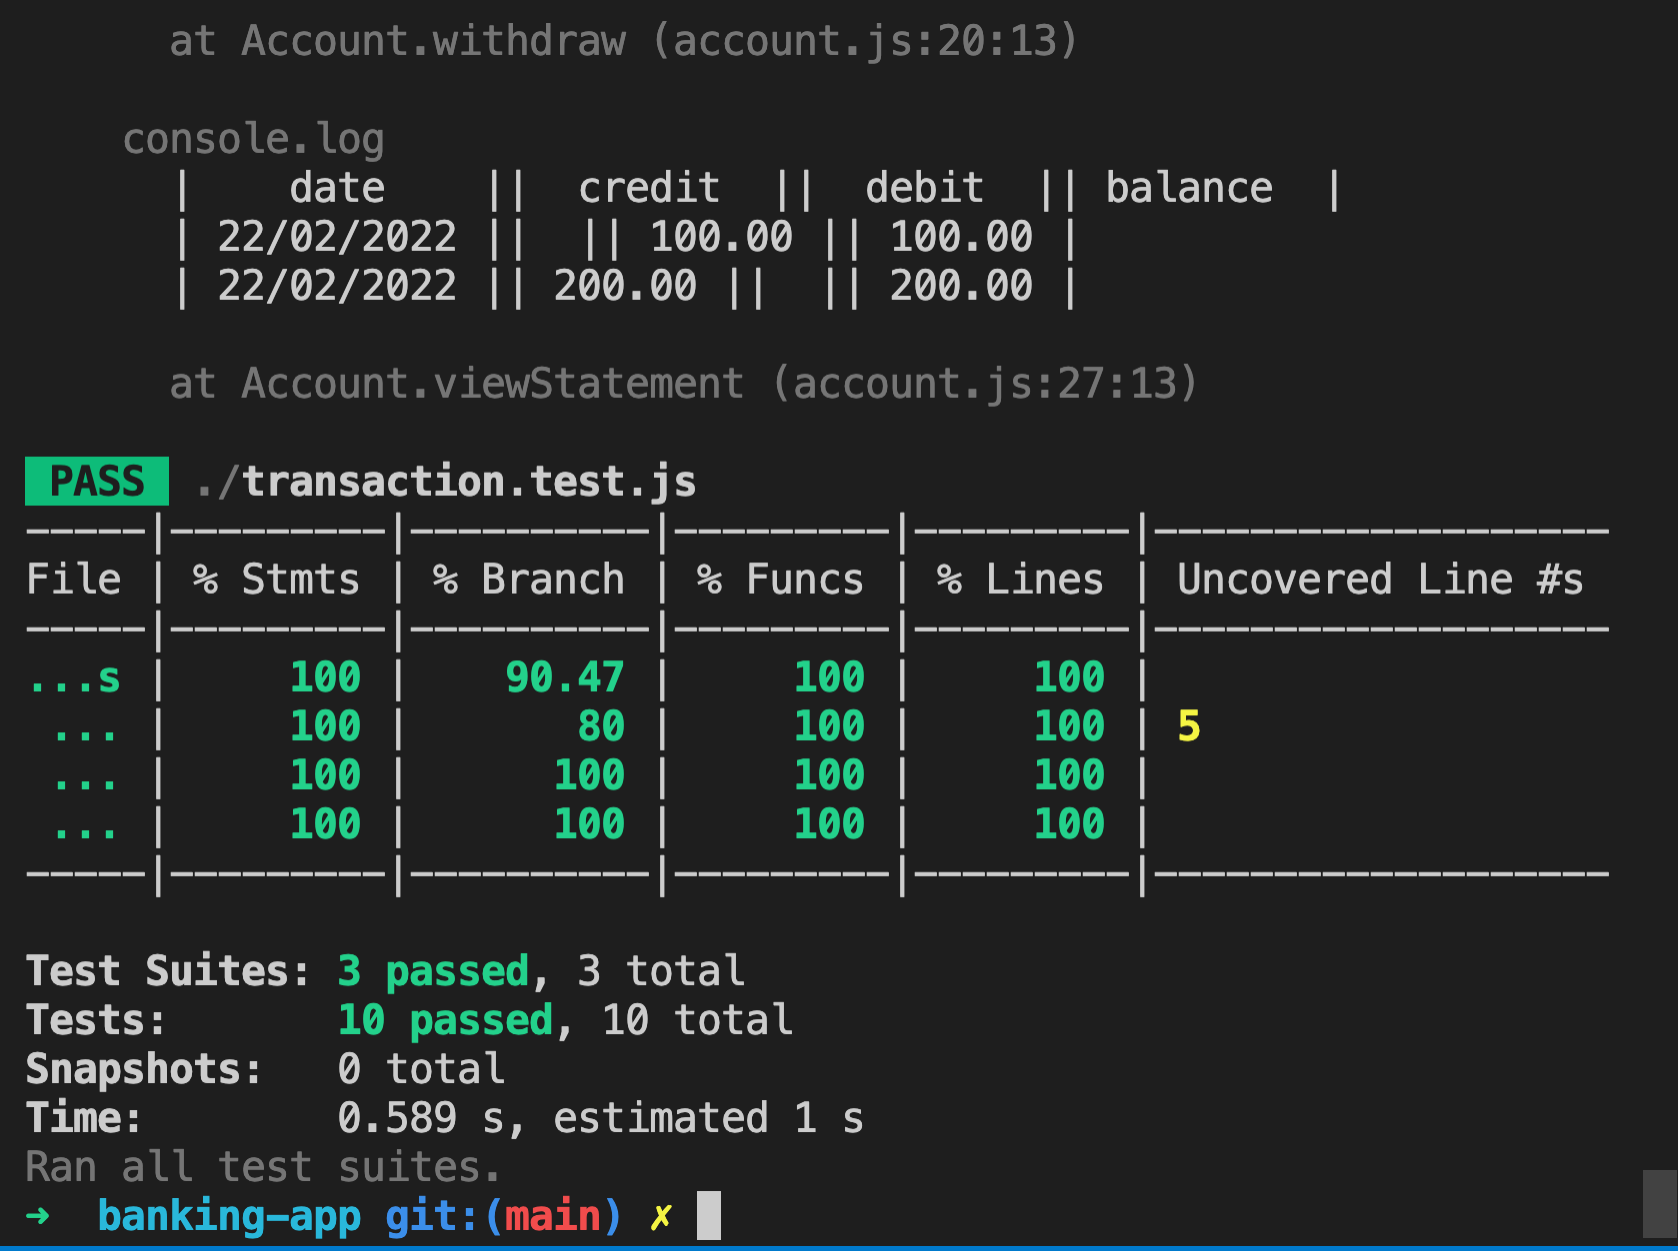 at Account.withdraw (account.js:20:13)
console.log
|    date    ||  credit  ||  debit  || balance  |
| 22/02/2022 ||  || 100.00 || 100.00 |
| 22/02/2022 || 200.00 ||  || 200.00 |
at Account.viewStatement (account.js:27:13)
PASS ./transaction.test.js
-----|---------|----------|---------|---------|-------------------
File | % Stmts | % Branch | % Funcs | % Lines | Uncovered Line #s
-----|---------|----------|---------|---------|-------------------
...s |     100 |    90.47 |     100 |     100 |
 ... |     100 |       80 |     100 |     100 | 5
 ... |     100 |      100 |     100 |     100 |
 ... |     100 |      100 |     100 |     100 |
-----|---------|----------|---------|---------|-------------------
Test Suites: 3 passed, 3 total
Tests:       10 passed, 10 total
Snapshots:   0 total
Time:        0.589 s, estimated 1 s
Ran all test suites.
➜  banking-app git:(main) ✗